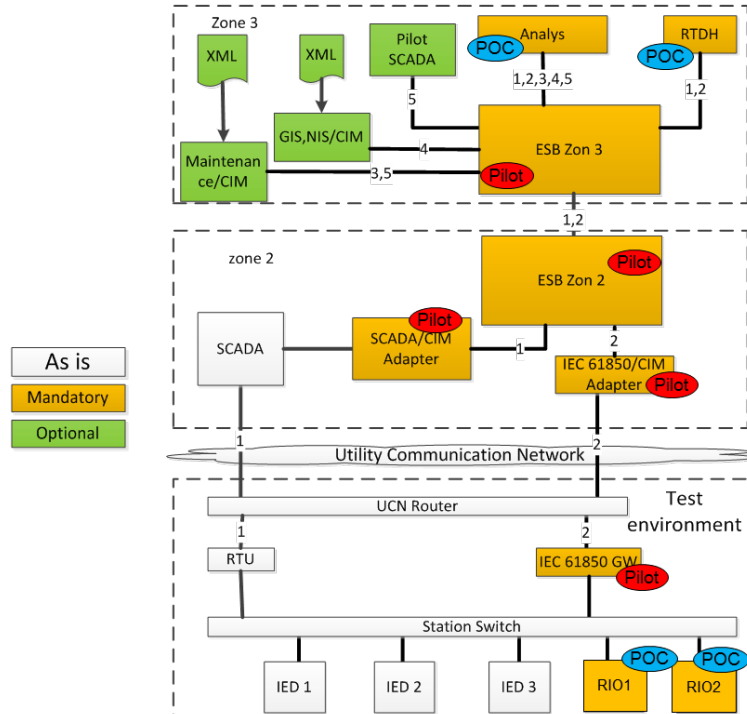 Zone 3
XML
XML
Pilot
SCADA
Analys
POC
RTDH
POC
1,2,3,4,5
1,2
5
GIS,NIS/CIM
4
ESB Zon 3
Maintenan
ce/CIM
3,5
Pilot
1,2
zone 2
ESB Zon 2
Pilot
SCADA
Pilot
SCADA/CIM
Adapter
1
2
IEC 61850/CIM
Adapter
Pilot
As is
Mandatory
Optional
1
2
Utility Communication Network
UCN Router
Test
environment
1
2
RTU
IEC 61850 GW
Pilot
Station Switch
IED 1
IED 2
IED 3
POC
RIO1
POC
RIO2